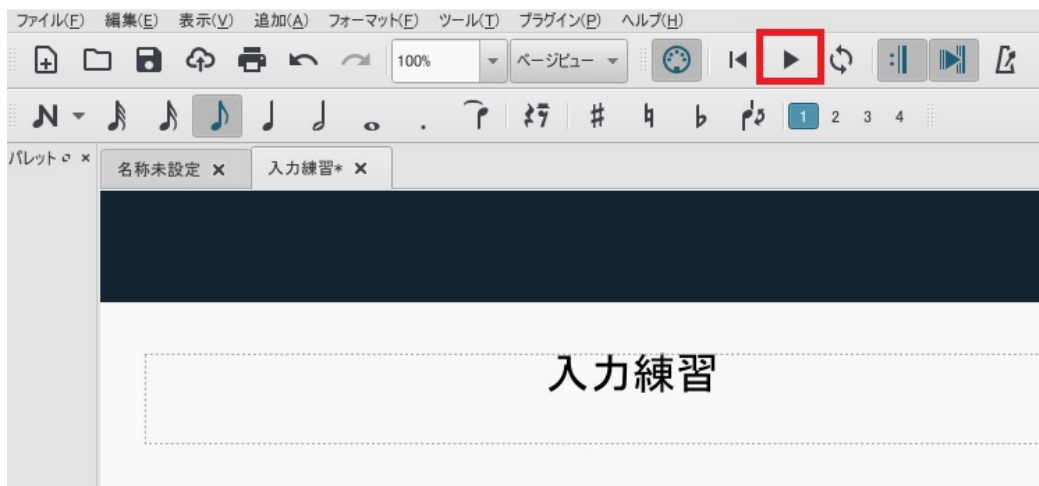 ファイル(F) 編集(E) 表示(V) 追加(A) フォーマット(F) ツール(T) プラグイン(P) ヘルプ(H)
100% ページビュー
N 1 2 3 4
パレット
名称未設定 入力練習*
入力練習